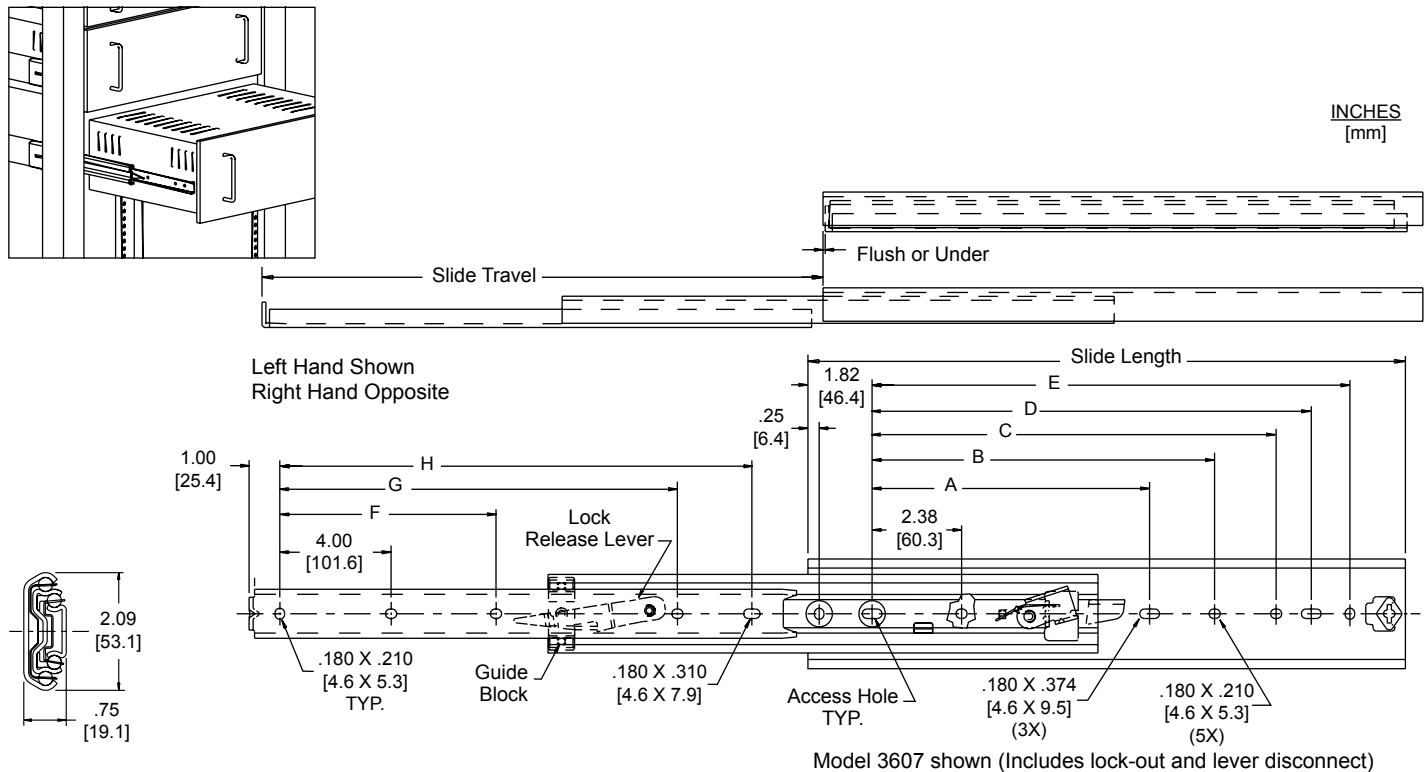 INCHES
[mm]
Flush or Under
Slide Travel
Left Hand Shown
Right Hand Opposite
Slide Length
1.82
[46.4]
E
D
.25
[6.4]
C
1.00
[25.4]
H
B
G
A
F
Lock
Release Lever
2.38
[60.3]
4.00
[101.6]
2.09
[53.1]
.75
[19.1]
.180 X .210
[4.6 X 5.3]
TYP.
Guide
Block
.180 X .310
[4.6 X 7.9]
Access Hole
TYP.
.180 X .374
[4.6 X 9.5]
(3X)
.180 X .210
[4.6 X 5.3]
(5X)
Model 3607 shown (Includes lock-out and lever disconnect)